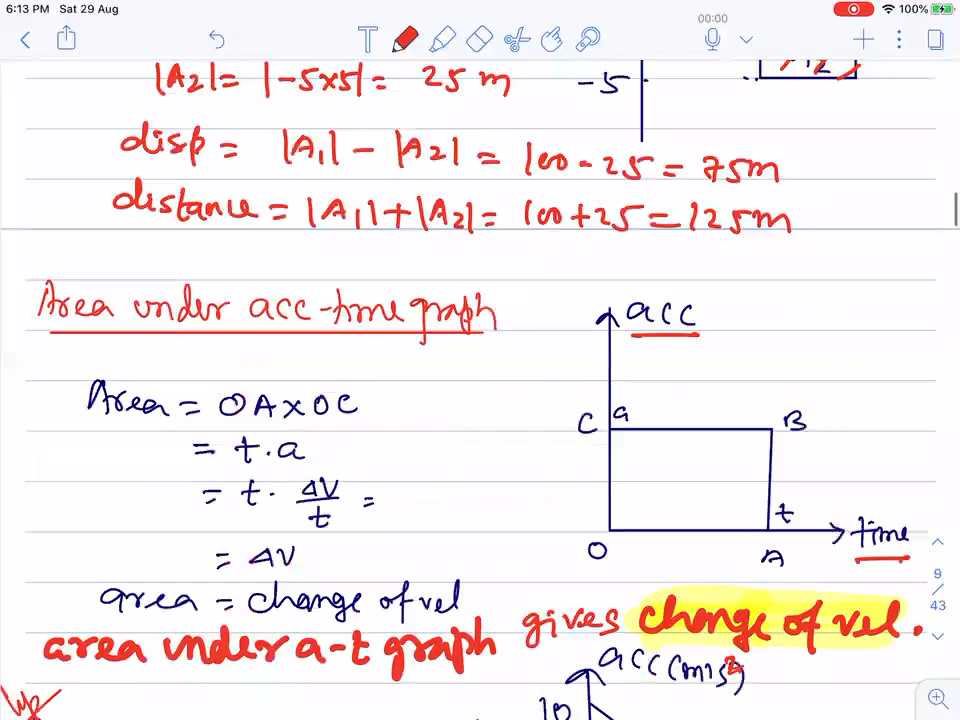 6:13 PM Sat 29 Aug
100%
00:00
|A2| = |-5×5| = 25 m
-5
disp = |A1| - |A2| = 100 - 25 = 75m
distance = |A1| + |A2| = 100 + 25 = 125m
Area under acc-time graph
acc
Area = OA × OC
C a B
= t. a
= t. ΔV/t =
t
time
= ΔV
O A
9
/
43
area = change of vel
area under a-t graph gives change of vel.
acc (m/s2)
10